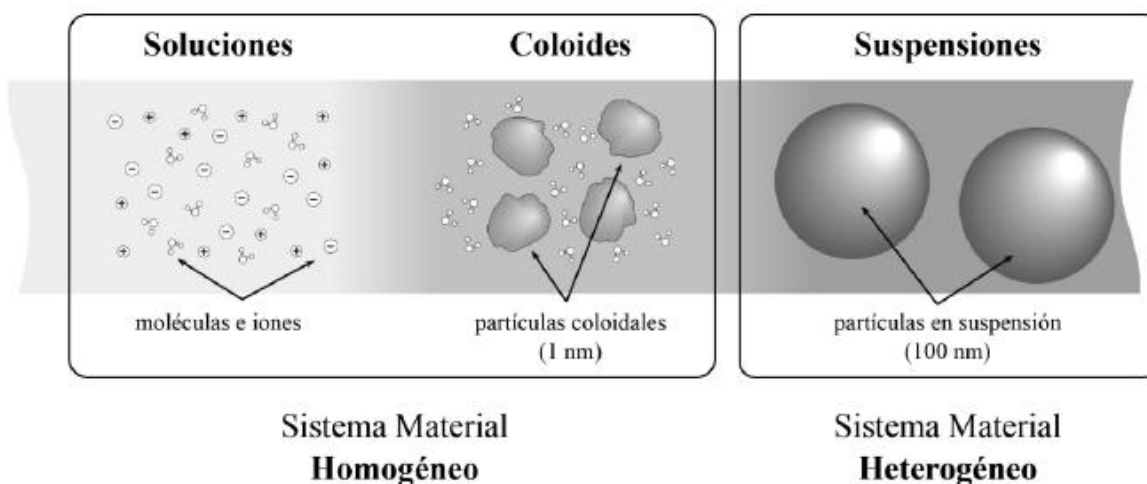 Soluciones
Coloides
Suspensiones
moléculas e iones
partículas coloidales
(1 nm)
partículas en suspensión
(100 nm)
Sistema Material
Homogéneo
Sistema Material
Heterogéneo